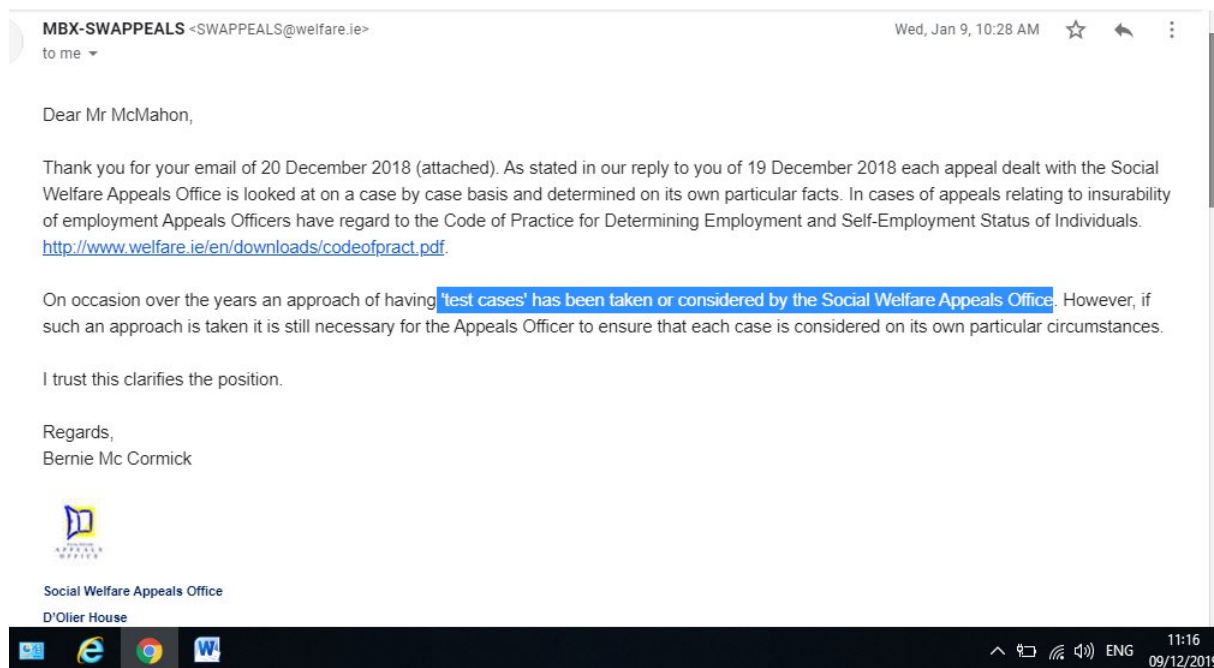 MBX-SWAPPEALS <SWAPPEALS@welfare.ie>
Wed, Jan 9, 10:28 AM
to me
Dear Mr McMahon,
Thank you for your email of 20 December 2018 (attached). As stated in our reply to you of 19 December 2018 each appeal dealt with the Social
Welfare Appeals Office is looked at on a case by case basis and determined on its own particular facts. In cases of appeals relating to insurability
of employment Appeals Officers have regard to the Code of Practice for Determining Employment and Self-Employment Status of Individuals.
http://www.welfare.ie/en/downloads/codeofpract.pdf.
On occasion over the years an approach of having 'test cases' has been taken or considered by the Social Welfare Appeals Office. However, if
such an approach is taken it is still necessary for the Appeals Officer to ensure that each case is considered on its own particular circumstances.
I trust this clarifies the position.
Regards,
Bernie Mc Cormick
APPEALS
OFFICE
Social Welfare Appeals Office
D'Olier House
ENG
11:16
09/12/2019